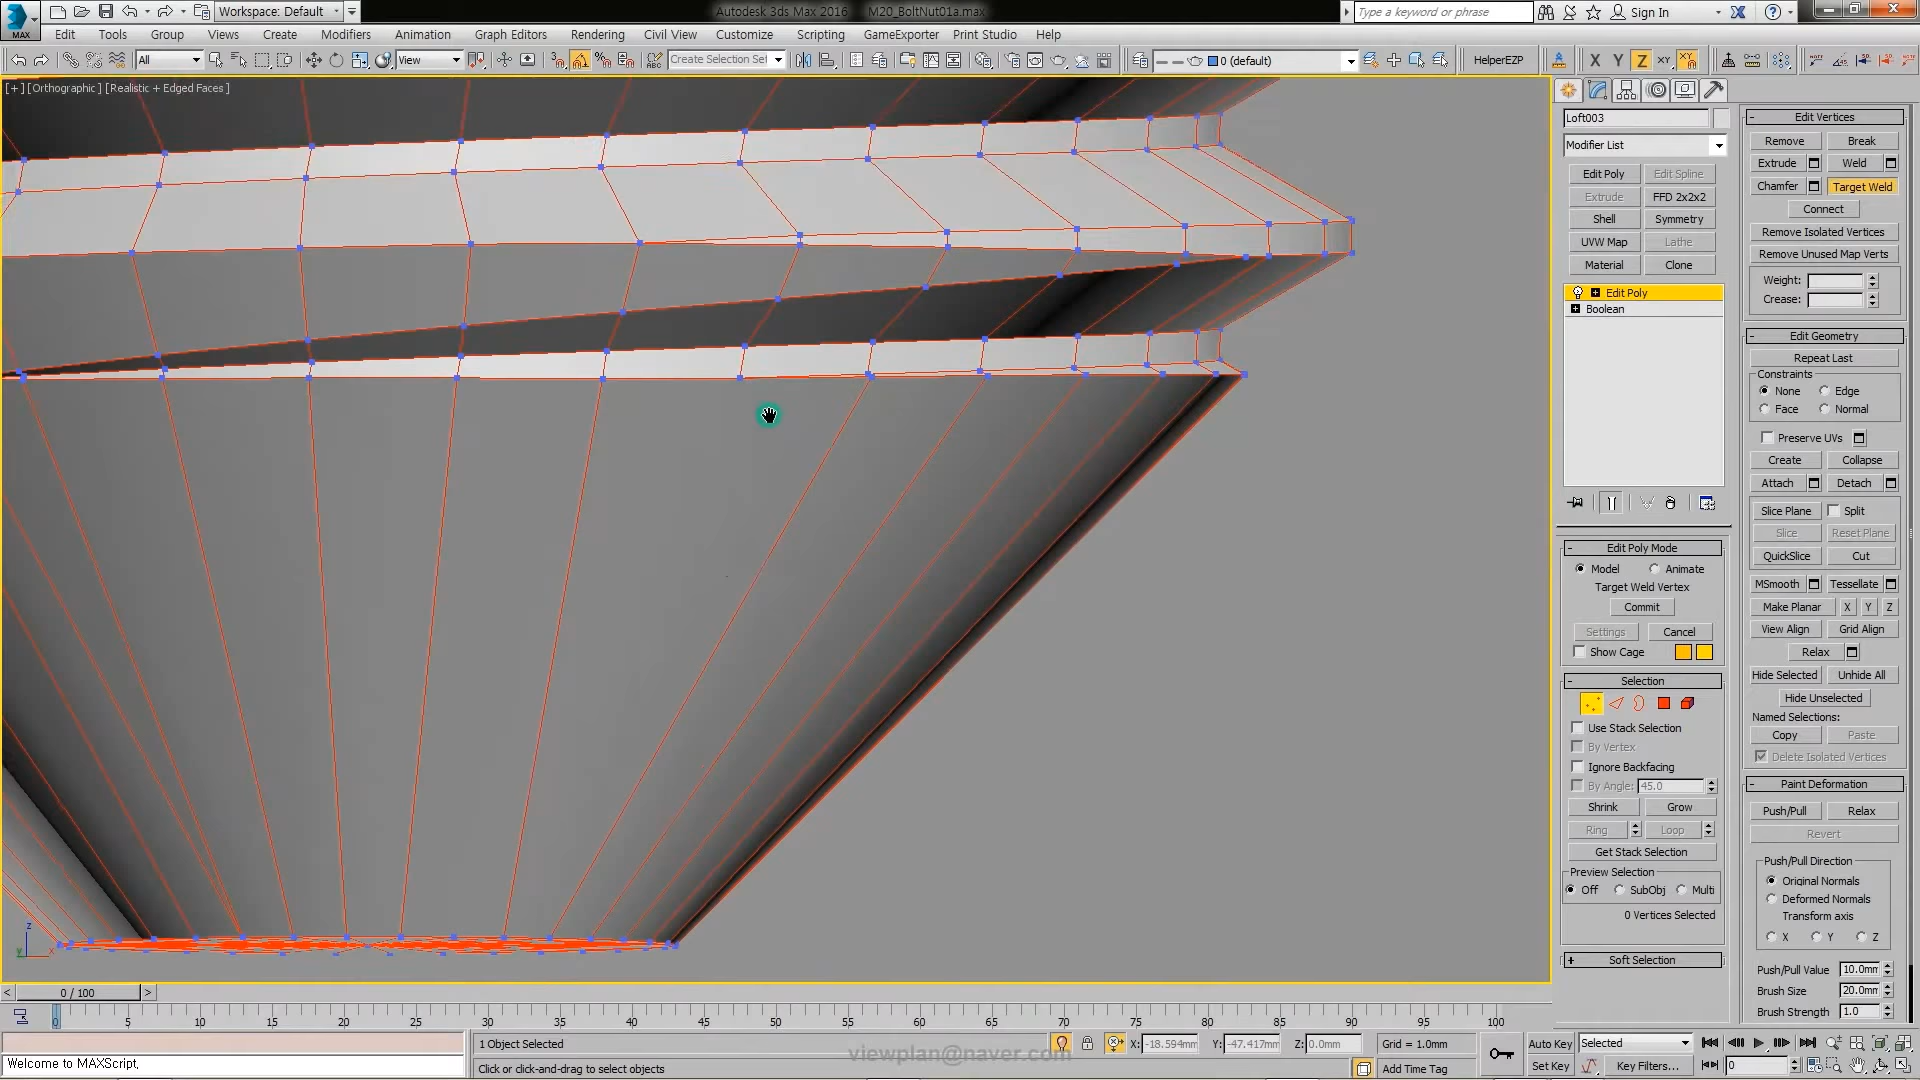 Workspace: Default
Autodesk 3ds Max 2016 M20_BoltNut01a.max
Type a keyword or phrase
Sign In
MAX
Edit Tools Group Views Create Modifiers Animation Graph Editors Rendering Civil View Customize Scripting GameExporter Print Studio Help
All View Create Selection Set 0 (default) HelperEZP X Y Z XY
[+] [Orthographic ] [Realistic + Edged Faces ]
Loft003
Modifier List
Edit Poly Edit Spline
Extrude FFD 2x2x2
Shell Symmetry
UVW Map Lathe
Material Clone
Edit Poly
Boolean
Edit Poly Mode
Model Animate
Target Weld Vertex
Commit
Settings Cancel
Show Cage
Selection
Use Stack Selection
By Vertex
Ignore Backfacing
By Angle: 45.0
Shrink Grow
Ring Loop
Get Stack Selection
Preview Selection
Off SubObj Multi
0 Vertices Selected
Soft Selection
Edit Vertices
Remove Break
Extrude Weld
Chamfer Target Weld
Connect
Remove Isolated Vertices
Remove Unused Map Verts
Weight:
Crease:
Edit Geometry
Repeat Last
Constraints
None Edge
Face Normal
Preserve UVs
Create Collapse
Attach Detach
Slice Plane Split
Slice Reset Plane
QuickSlice Cut
MSmooth Tessellate
Make Planar X Y Z
View Align Grid Align
Relax
Hide Selected Unhide All
Hide Unselected
Named Selections:
Copy Paste
Delete Isolated Vertices
Paint Deformation
Push/Pull Relax
Revert
Push/Pull Direction
Original Normals
Deformed Normals
Transform axis
X Y Z
Push/Pull Value 10.0mm
Brush Size 20.0mm
Brush Strength 1.0
z
x
y
< 0 / 100 >
0 5 10 15 20 25 30 35 40 45 50 55 60 65 70 75 80 85 90 95 100
1 Object Selected
X: -18.594mm Y: -47.417mm Z: 0.0mm Grid = 1.0mm
Auto Key Selected
Welcome to MAXScript,
Click or click-and-drag to select objects
Add Time Tag
Set Key Key Filters... 0
viewplan@naver.com